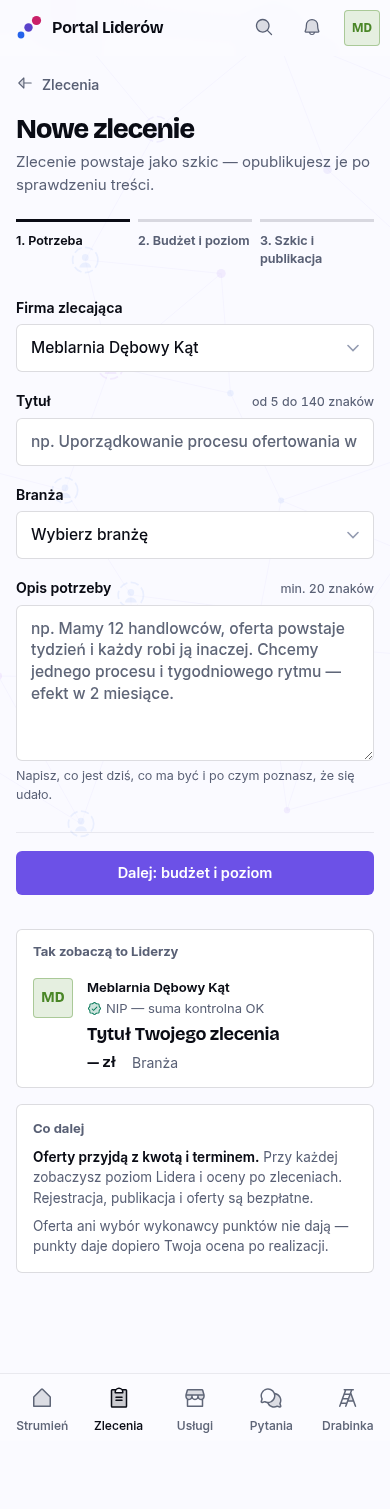 Portal Liderów
MD
Zlecenia
Nowe zlecenie
Zlecenie powstaje jako szkic — opublikujesz je po
sprawdzeniu treści.
1. Potrzeba
2. Budżet i poziom
3. Szkic i
publikacja
Firma zlecająca
Meblarnia Dębowy Kąt
Tytuł
od 5 do 140 znaków
np. Uporządkowanie procesu ofertowania w
Branża
Wybierz branżę
Opis potrzeby
min. 20 znaków
np. Mamy 12 handlowców, oferta powstaje
tydzień i każdy robi ją inaczej. Chcemy
jednego procesu i tygodniowego rytmu —
efekt w 2 miesiące.
Napisz, co jest dziś, co ma być i po czym poznasz, że się
udało.
Dalej: budżet i poziom
Tak zobaczą to Liderzy
MD
Meblarnia Dębowy Kąt
NIP — suma kontrolna OK
Tytuł Twojego zlecenia
— zł
Branża
Co dalej
Oferty przyjdą z kwotą i terminem. Przy każdej
zobaczysz poziom Lidera i oceny po zleceniach.
Rejestracja, publikacja i oferty są bezpłatne.
Oferta ani wybór wykonawcy punktów nie dają —
punkty daje dopiero Twoja ocena po realizacji.
Strumień
Zlecenia
Usługi
Pytania
Drabinka